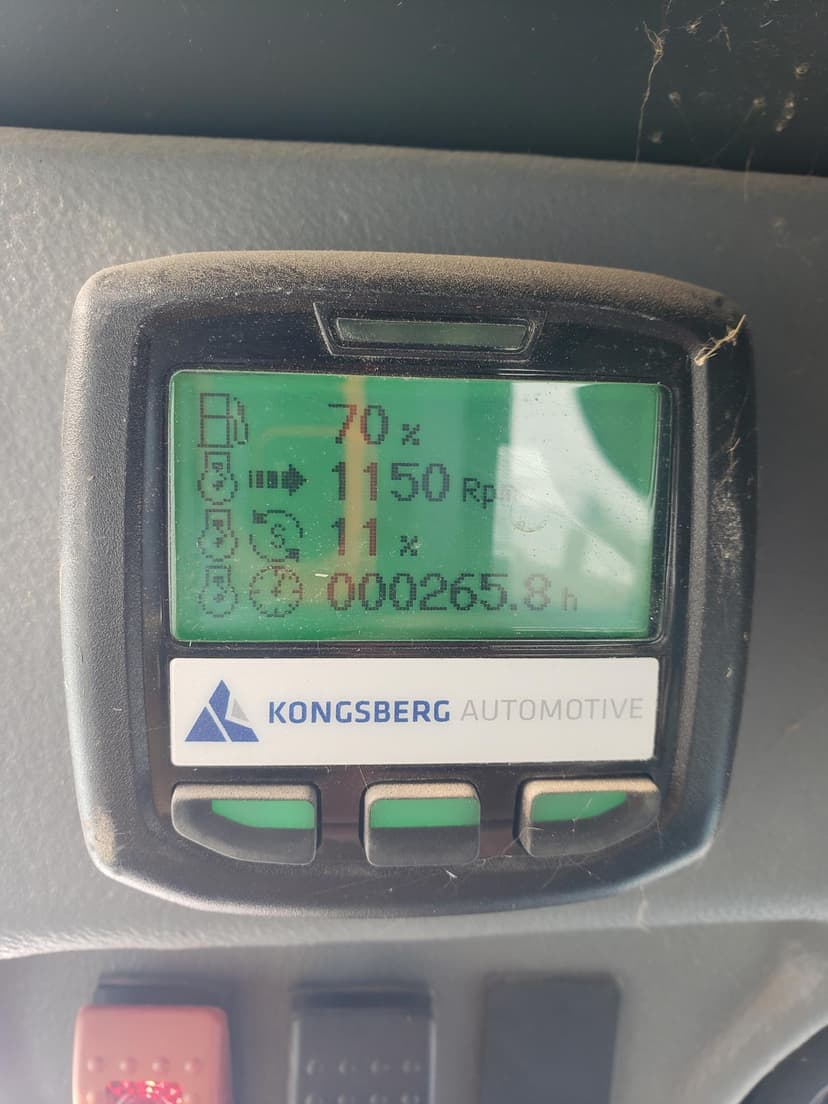 70 %
1150 Rpm
11 %
000265.8 h
KONGSBERG AUTOMOTIVE